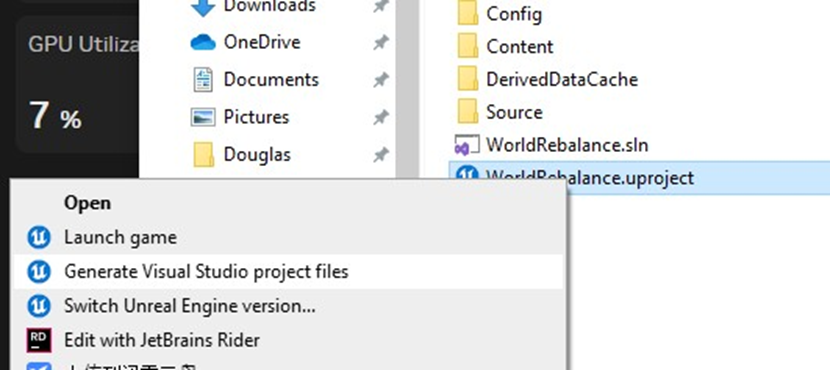 GPU Utiliza
7 %
Downloads
OneDrive
Documents
Pictures
Douglas
Config
Content
DerivedDataCache
Source
WorldRebalance.sln
WorldRebalance.uproject
Open
Launch game
Generate Visual Studio project files
Switch Unreal Engine version...
RD
Edit with JetBrains Rider